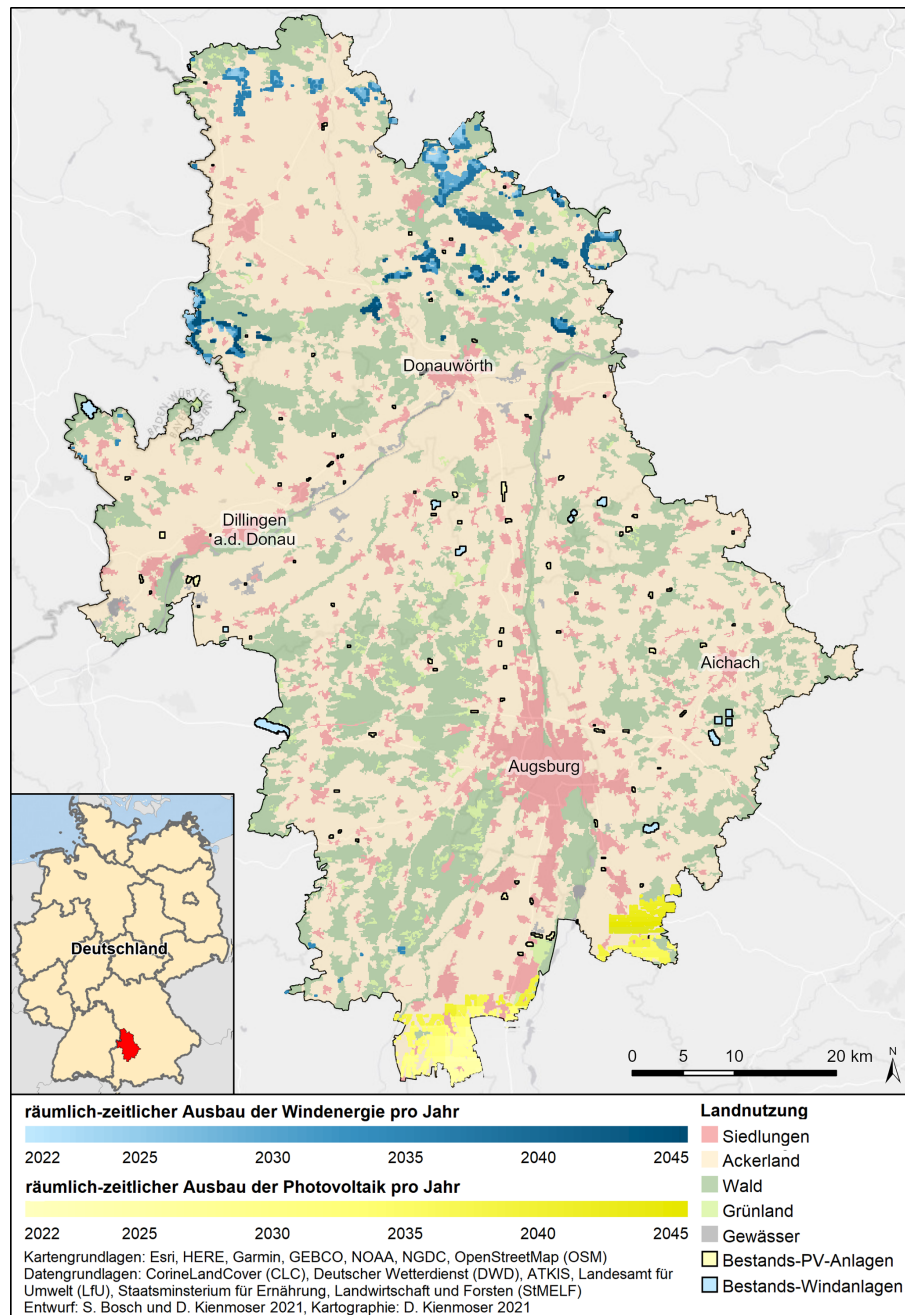 Donauwörth
BADEN-WÜRTT
BAYERN
Dillingen
a.d. Donau
Aichach
Augsburg
Deutschland
0 5 10 20 km
N
räumlich-zeitlicher Ausbau der Windenergie pro Jahr
2022 2025 2030 2035 2040 2045
räumlich-zeitlicher Ausbau der Photovoltaik pro Jahr
2022 2025 2030 2035 2040 2045
Kartengrundlagen: Esri, HERE, Garmin, GEBCO, NOAA, NGDC, OpenStreetMap (OSM)
Datengrundlagen: CorineLandCover (CLC), Deutscher Wetterdienst (DWD), ATKIS, Landesamt für
Umwelt (LfU), Staatsministerium für Ernährung, Landwirtschaft und Forsten (StMELF)
Entwurf: S. Bosch und D. Kienmoser 2021, Kartographie: D. Kienmoser 2021
Landnutzung
Siedlungen
Ackerland
Wald
Grünland
Gewässer
Bestands-PV-Anlagen
Bestands-Windanlagen